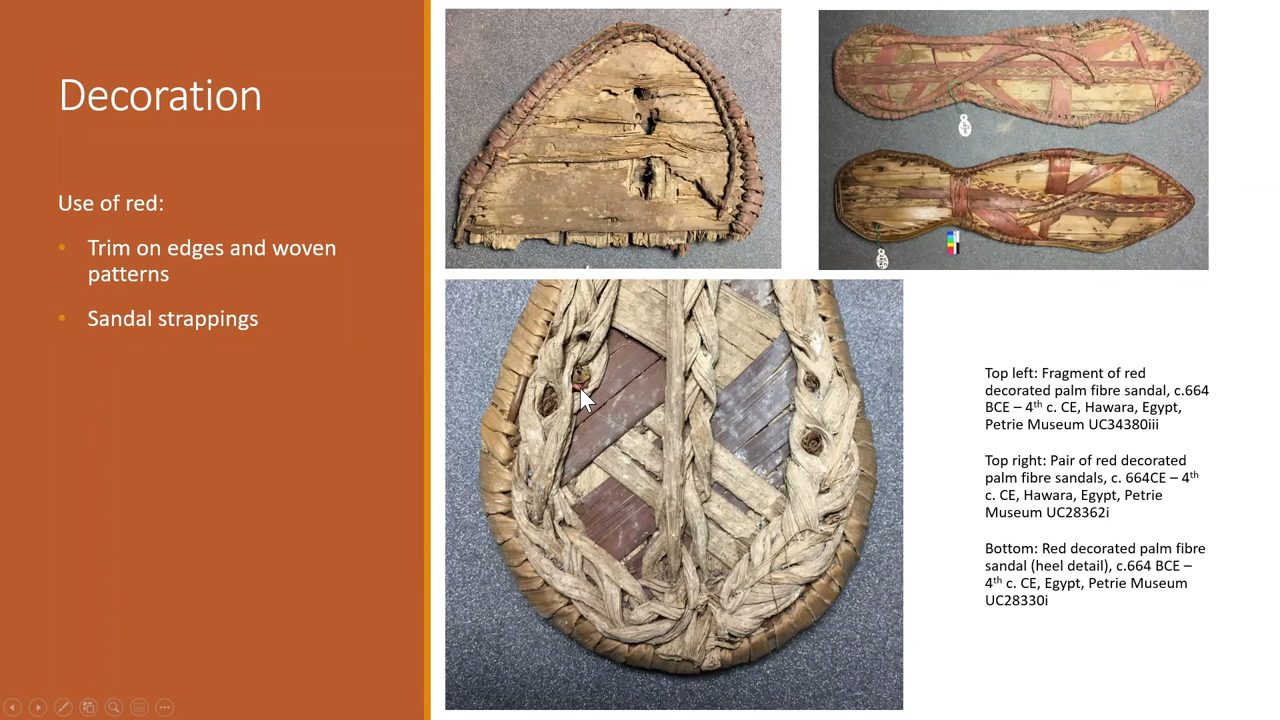 Decoration
Use of red:
• Trim on edges and woven
patterns
• Sandal strappings
Top left: Fragment of red
decorated palm fibre sandal, c.664
BCE – 4th c. CE, Hawara, Egypt,
Petrie Museum UC34380iii
Top right: Pair of red decorated
palm fibre sandals, c. 664CE – 4th
c. CE, Hawara, Egypt, Petrie
Museum UC28362i
Bottom: Red decorated palm fibre
sandal (heel detail), c.664 BCE –
4th c. CE, Egypt, Petrie Museum
UC28330i